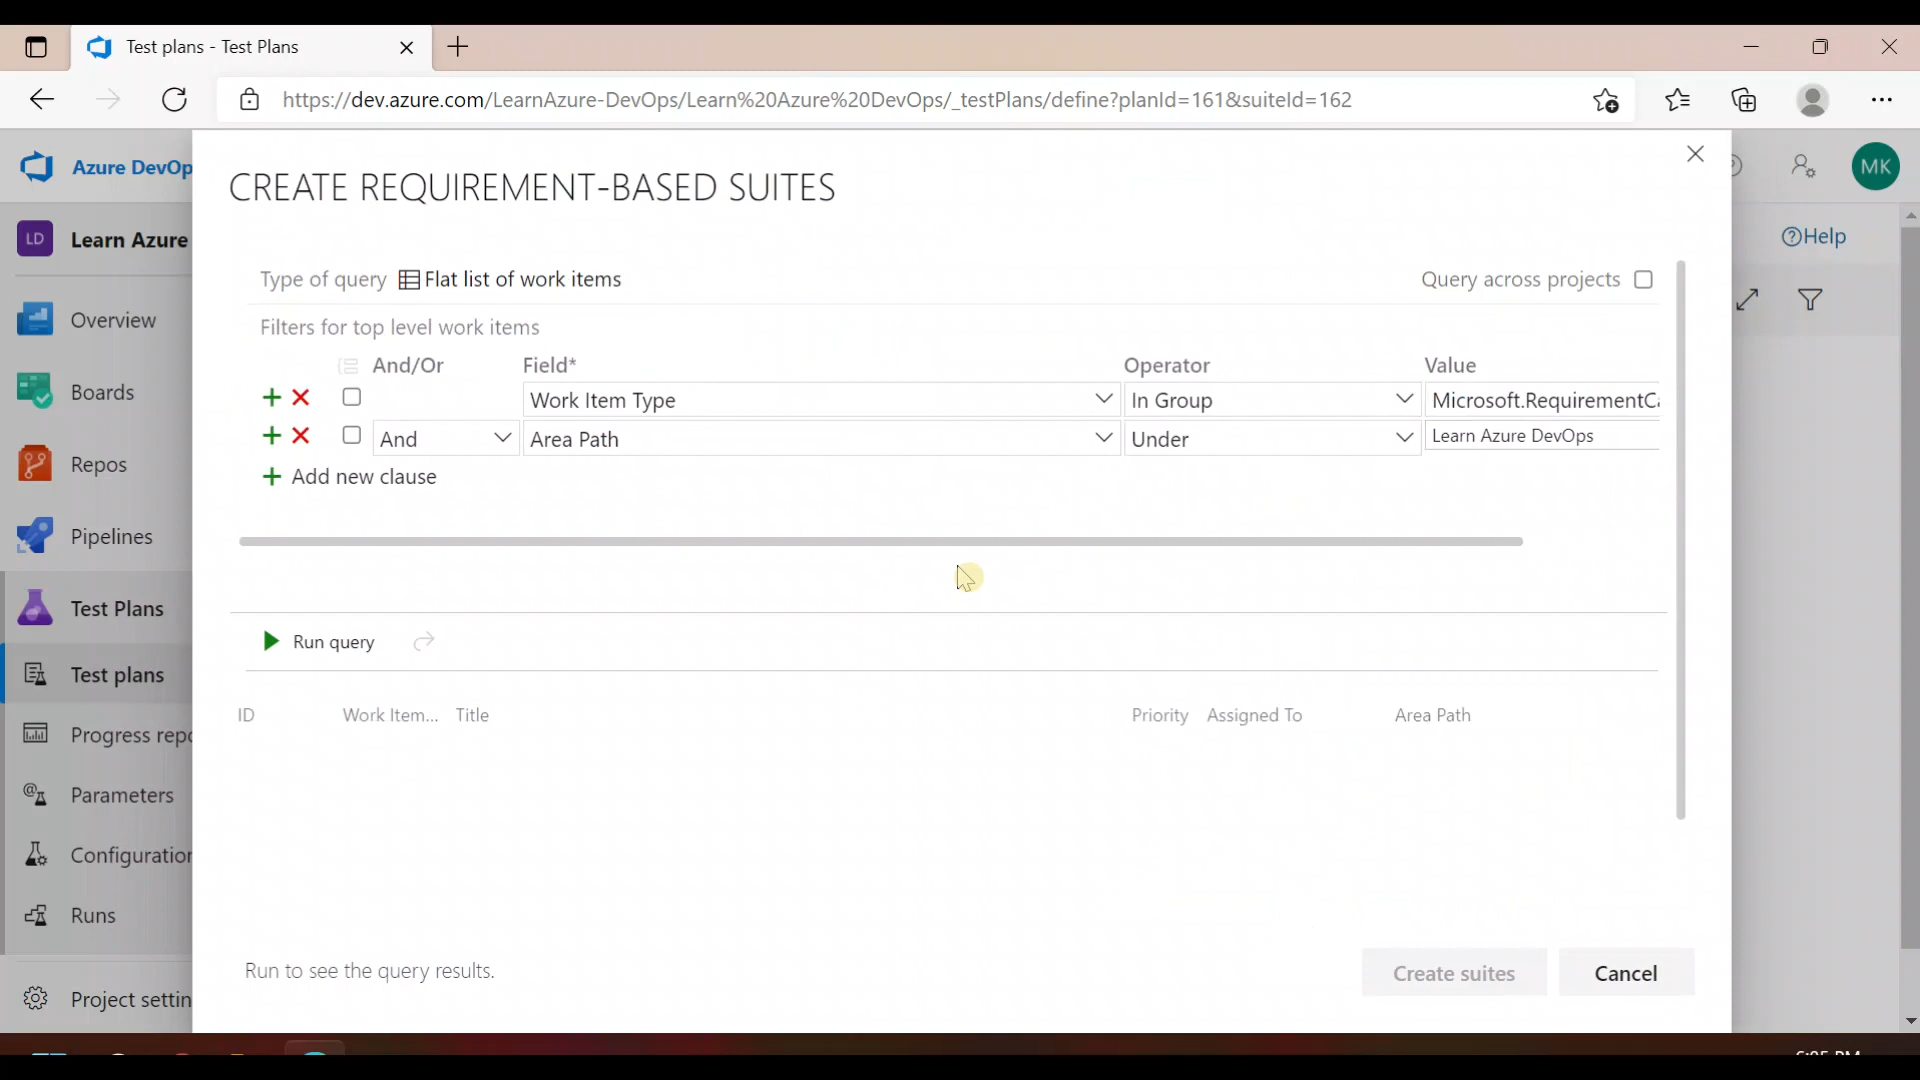 Test plans - Test Plans
https://dev.azure.com/LearnAzure-DevOps/Learn%20Azure%20DevOps/_testPlans/define?planId=161&suiteId=162
Azure DevOp
MK
CREATE REQUIREMENT-BASED SUITES
LD Learn Azure
Help
Type of query Flat list of work items Query across projects
Overview
Filters for top level work items
And/Or Field* Operator Value
Boards
Work Item Type In Group Microsoft.RequirementCa
And Area Path Under Learn Azure DevOps
Repos
Add new clause
Pipelines
Test Plans
Run query
Test plans
ID Work Item... Title Priority Assigned To Area Path
Progress repo
Parameters
Configuration
Runs
Run to see the query results.
Create suites Cancel
Project settin